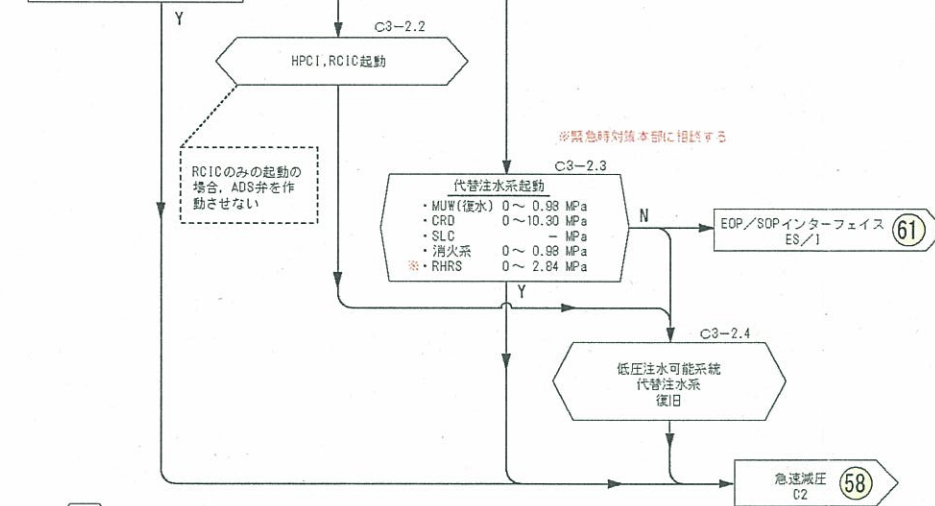 Y
C3-2.2
HPCI,RCIC起動
※緊急時対策本部に相談する
RCICのみの起動の
場合，ADS弁を作
動させない
C3-2.3
代替注水系起動
・MUW(復水) 0～ 0.98 MPa
・CRD 0～10.30 MPa
・SLC － MPa
・消火系 0～ 0.98 MPa
※・RHRS 0～ 2.84 MPa
N
EOP／SOPインターフェイス
ES／I
61
Y
C3-2.4
低圧注水可能系統
代替注水系
復旧
急速減圧
C2
58